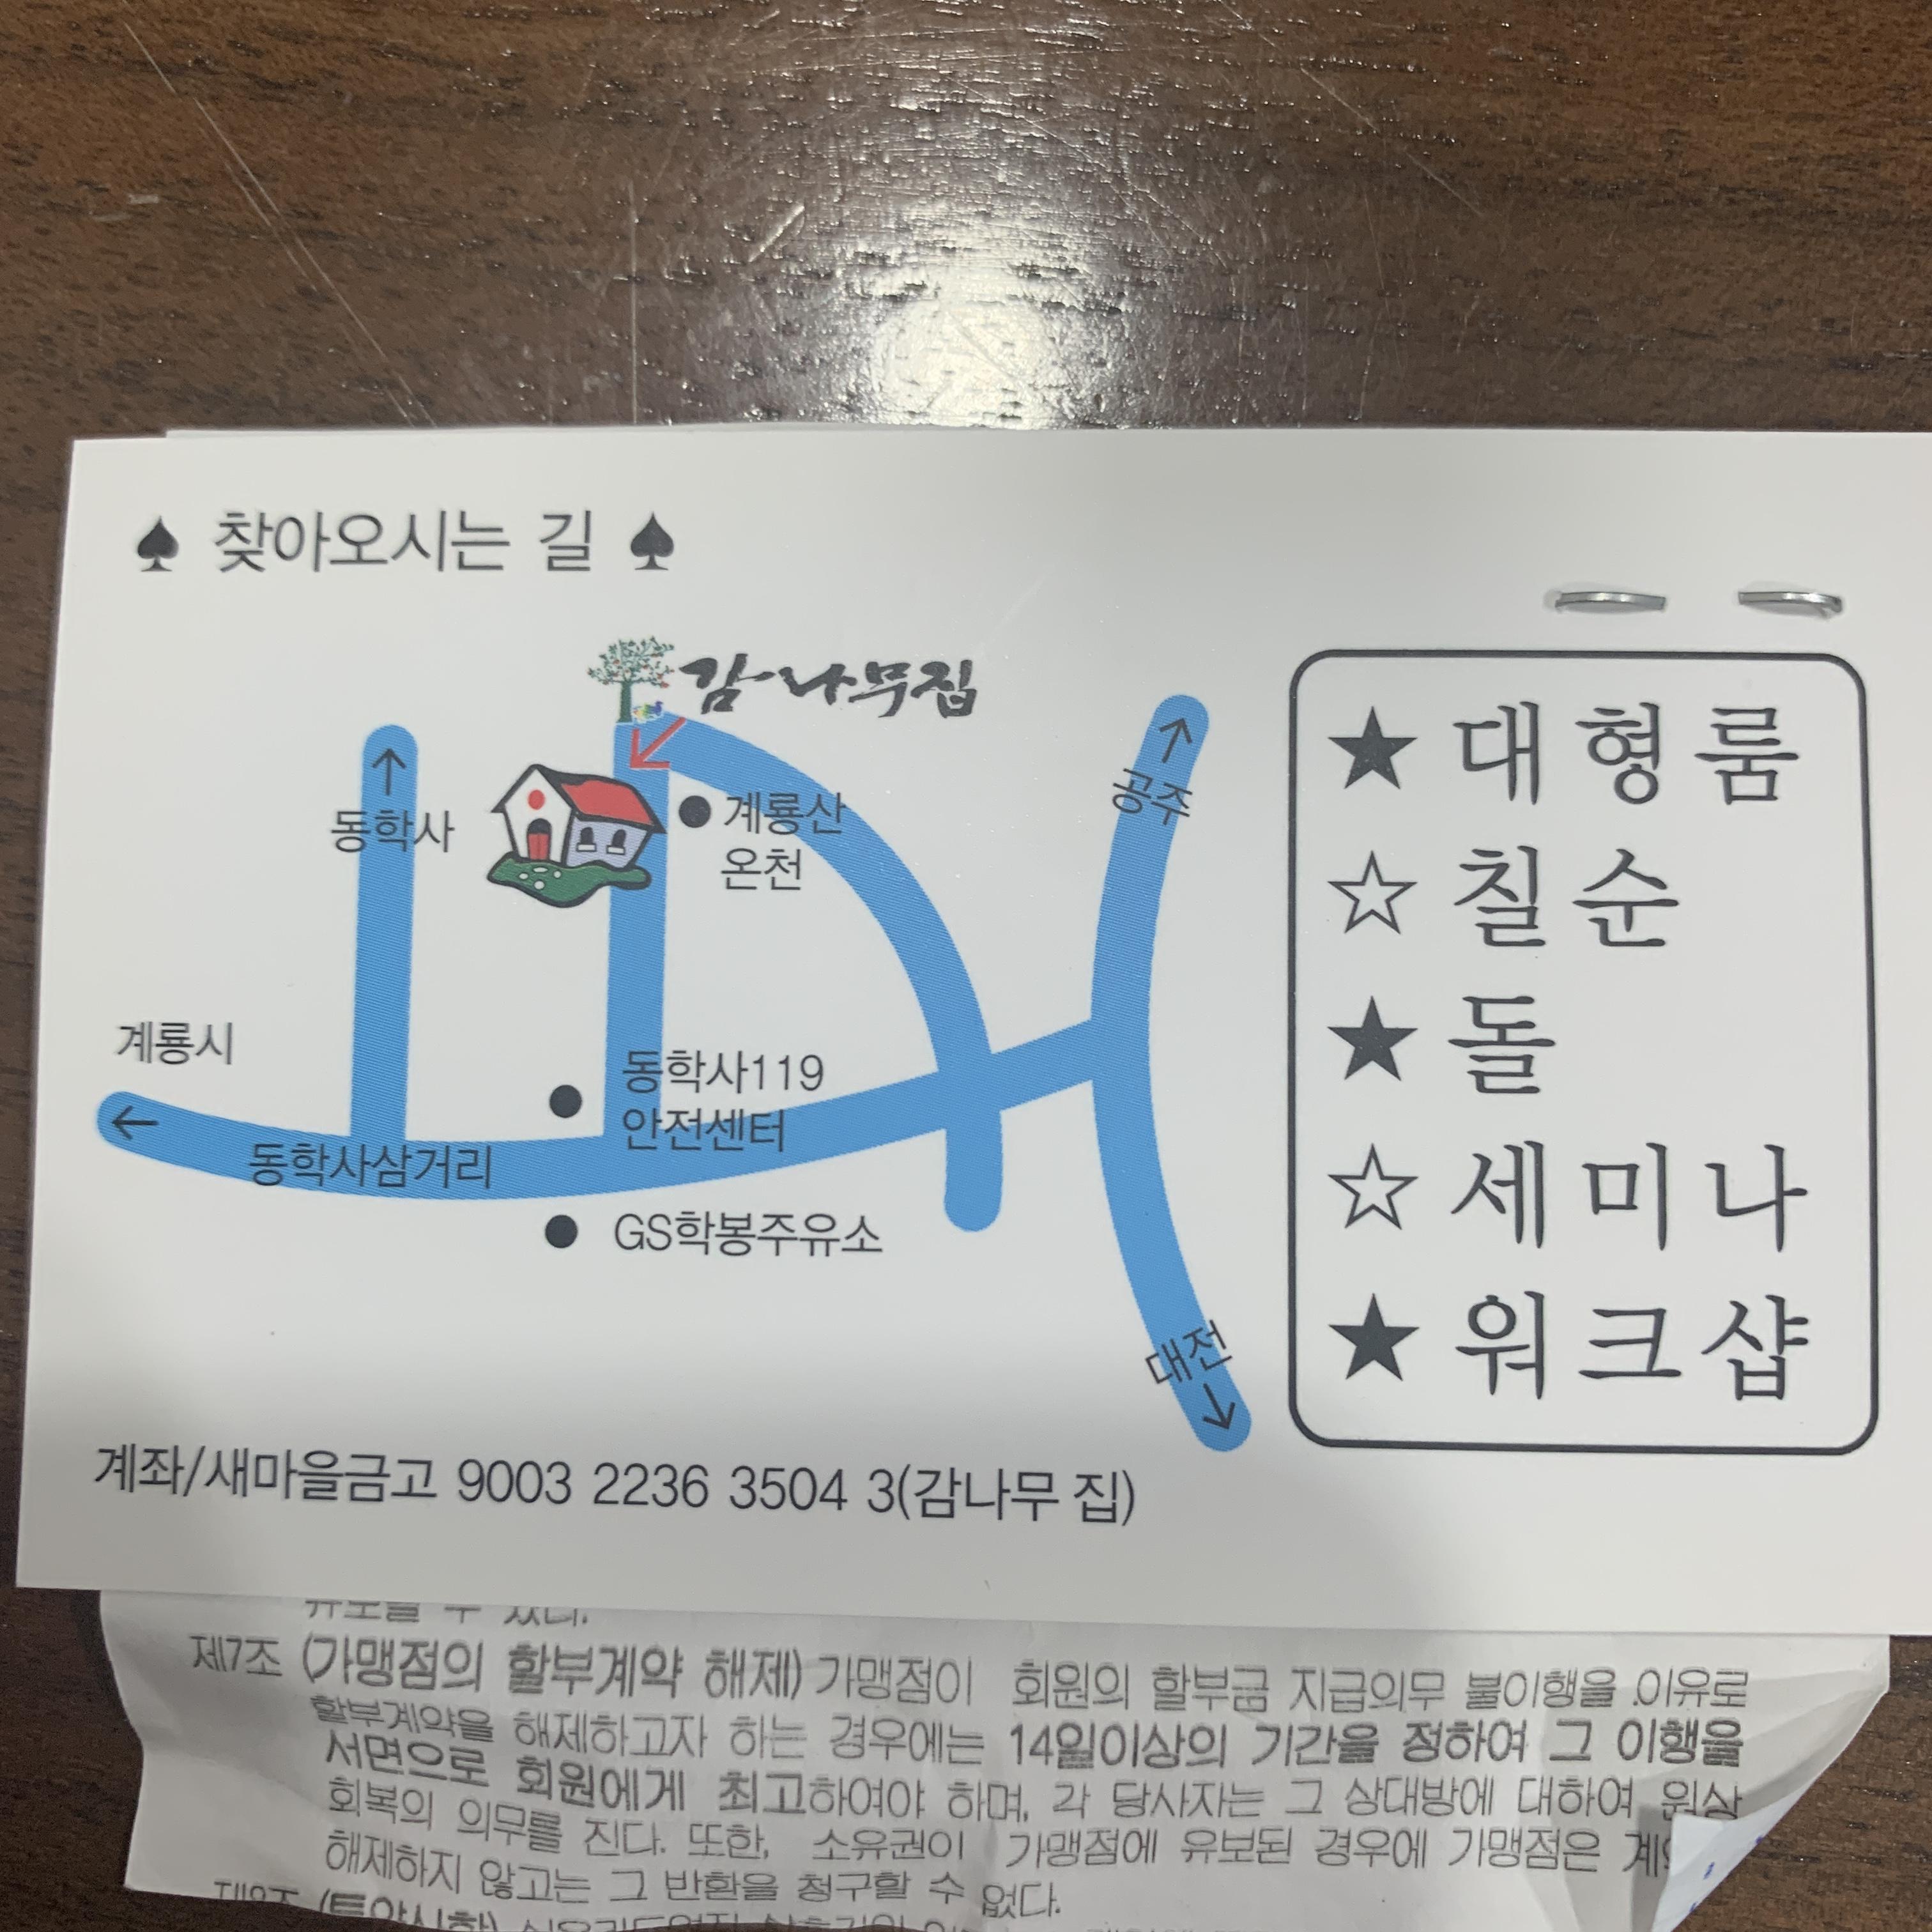 ♠ 찾아오시는 길 ♠
감나무집
동학사
계룡산
온천
공주
계룡시
동학사119
안전센터
동학사삼거리
GS학봉주유소
대전
★ 대형룸
☆ 칠순
★ 돌
☆ 세미나
★ 워크샵
계좌/새마을금고 9003 2236 3504 3(감나무 집)
수 있다.
제7조 (가맹점의 할부계약 해제) 가맹점이 회원의 할부금 지급의무 불이행을 이유로
할부계약을 해제하고자 하는 경우에는 14일이상의 기간을 정하여 그 이행을
서면으로 회원에게 최고하여야 하며, 각 당사자는 그 상대방에 대하여 원상
회복의 의무를 진다. 또한, 소유권이 가맹점에 유보된 경우에 가맹점은
해제하지 않고는 그 반환을 청구할 수 없다.